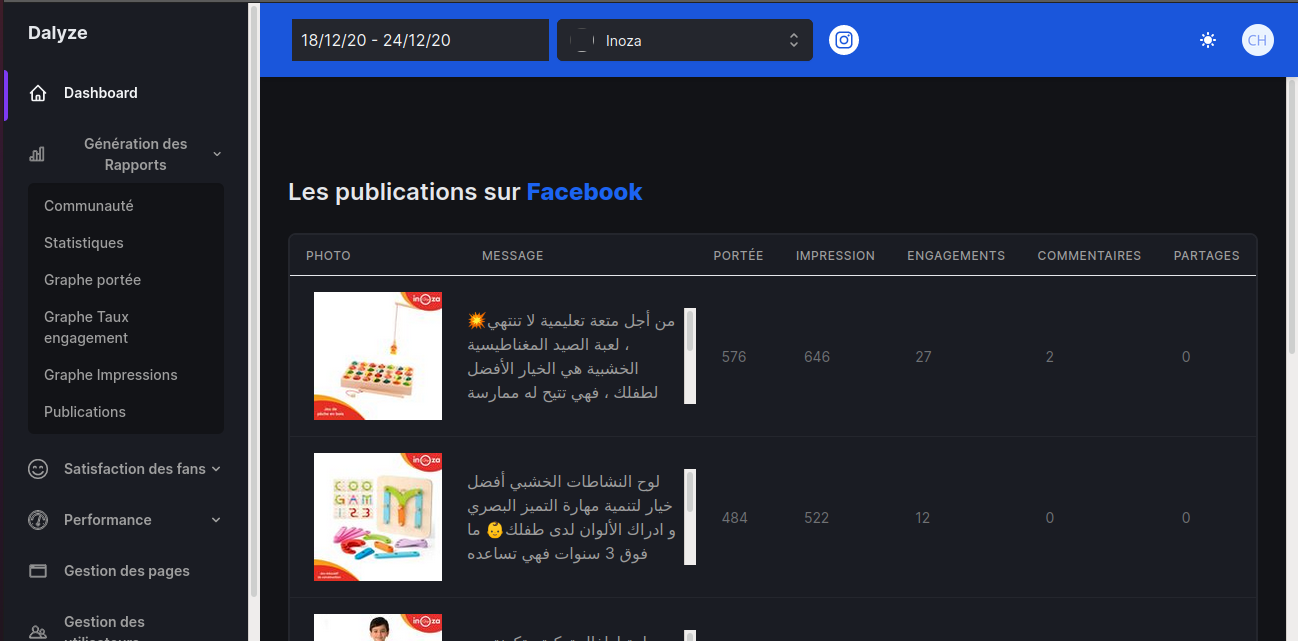 Dalyze
18/12/20 - 24/12/20
Inoza
CH
Dashboard
Génération des
Rapports
Communauté
Statistiques
Graphe portée
Graphe Taux
engagement
Graphe Impressions
Publications
Satisfaction des fans
Performance
Gestion des pages
Gestion des
Les publications sur Facebook
PHOTO MESSAGE PORTÉE IMPRESSION ENGAGEMENTS COMMENTAIRES PARTAGES
inoza
💥من أجل متعة تعليمية لا تنتهي
، لعبة الصيد المغناطيسية
الخشبية هي الخيار الأفضل
لطفلك ، فهي تتيح له ممارسة
576 646 27 2 0
inoza
لوح النشاطات الخشبي أفضل
خيار لتنمية مهارة التميز البصري
و ادراك الألوان لدى طفلك👶 ما
فوق 3 سنوات فهي تساعده
484 522 12 0 0
inoza